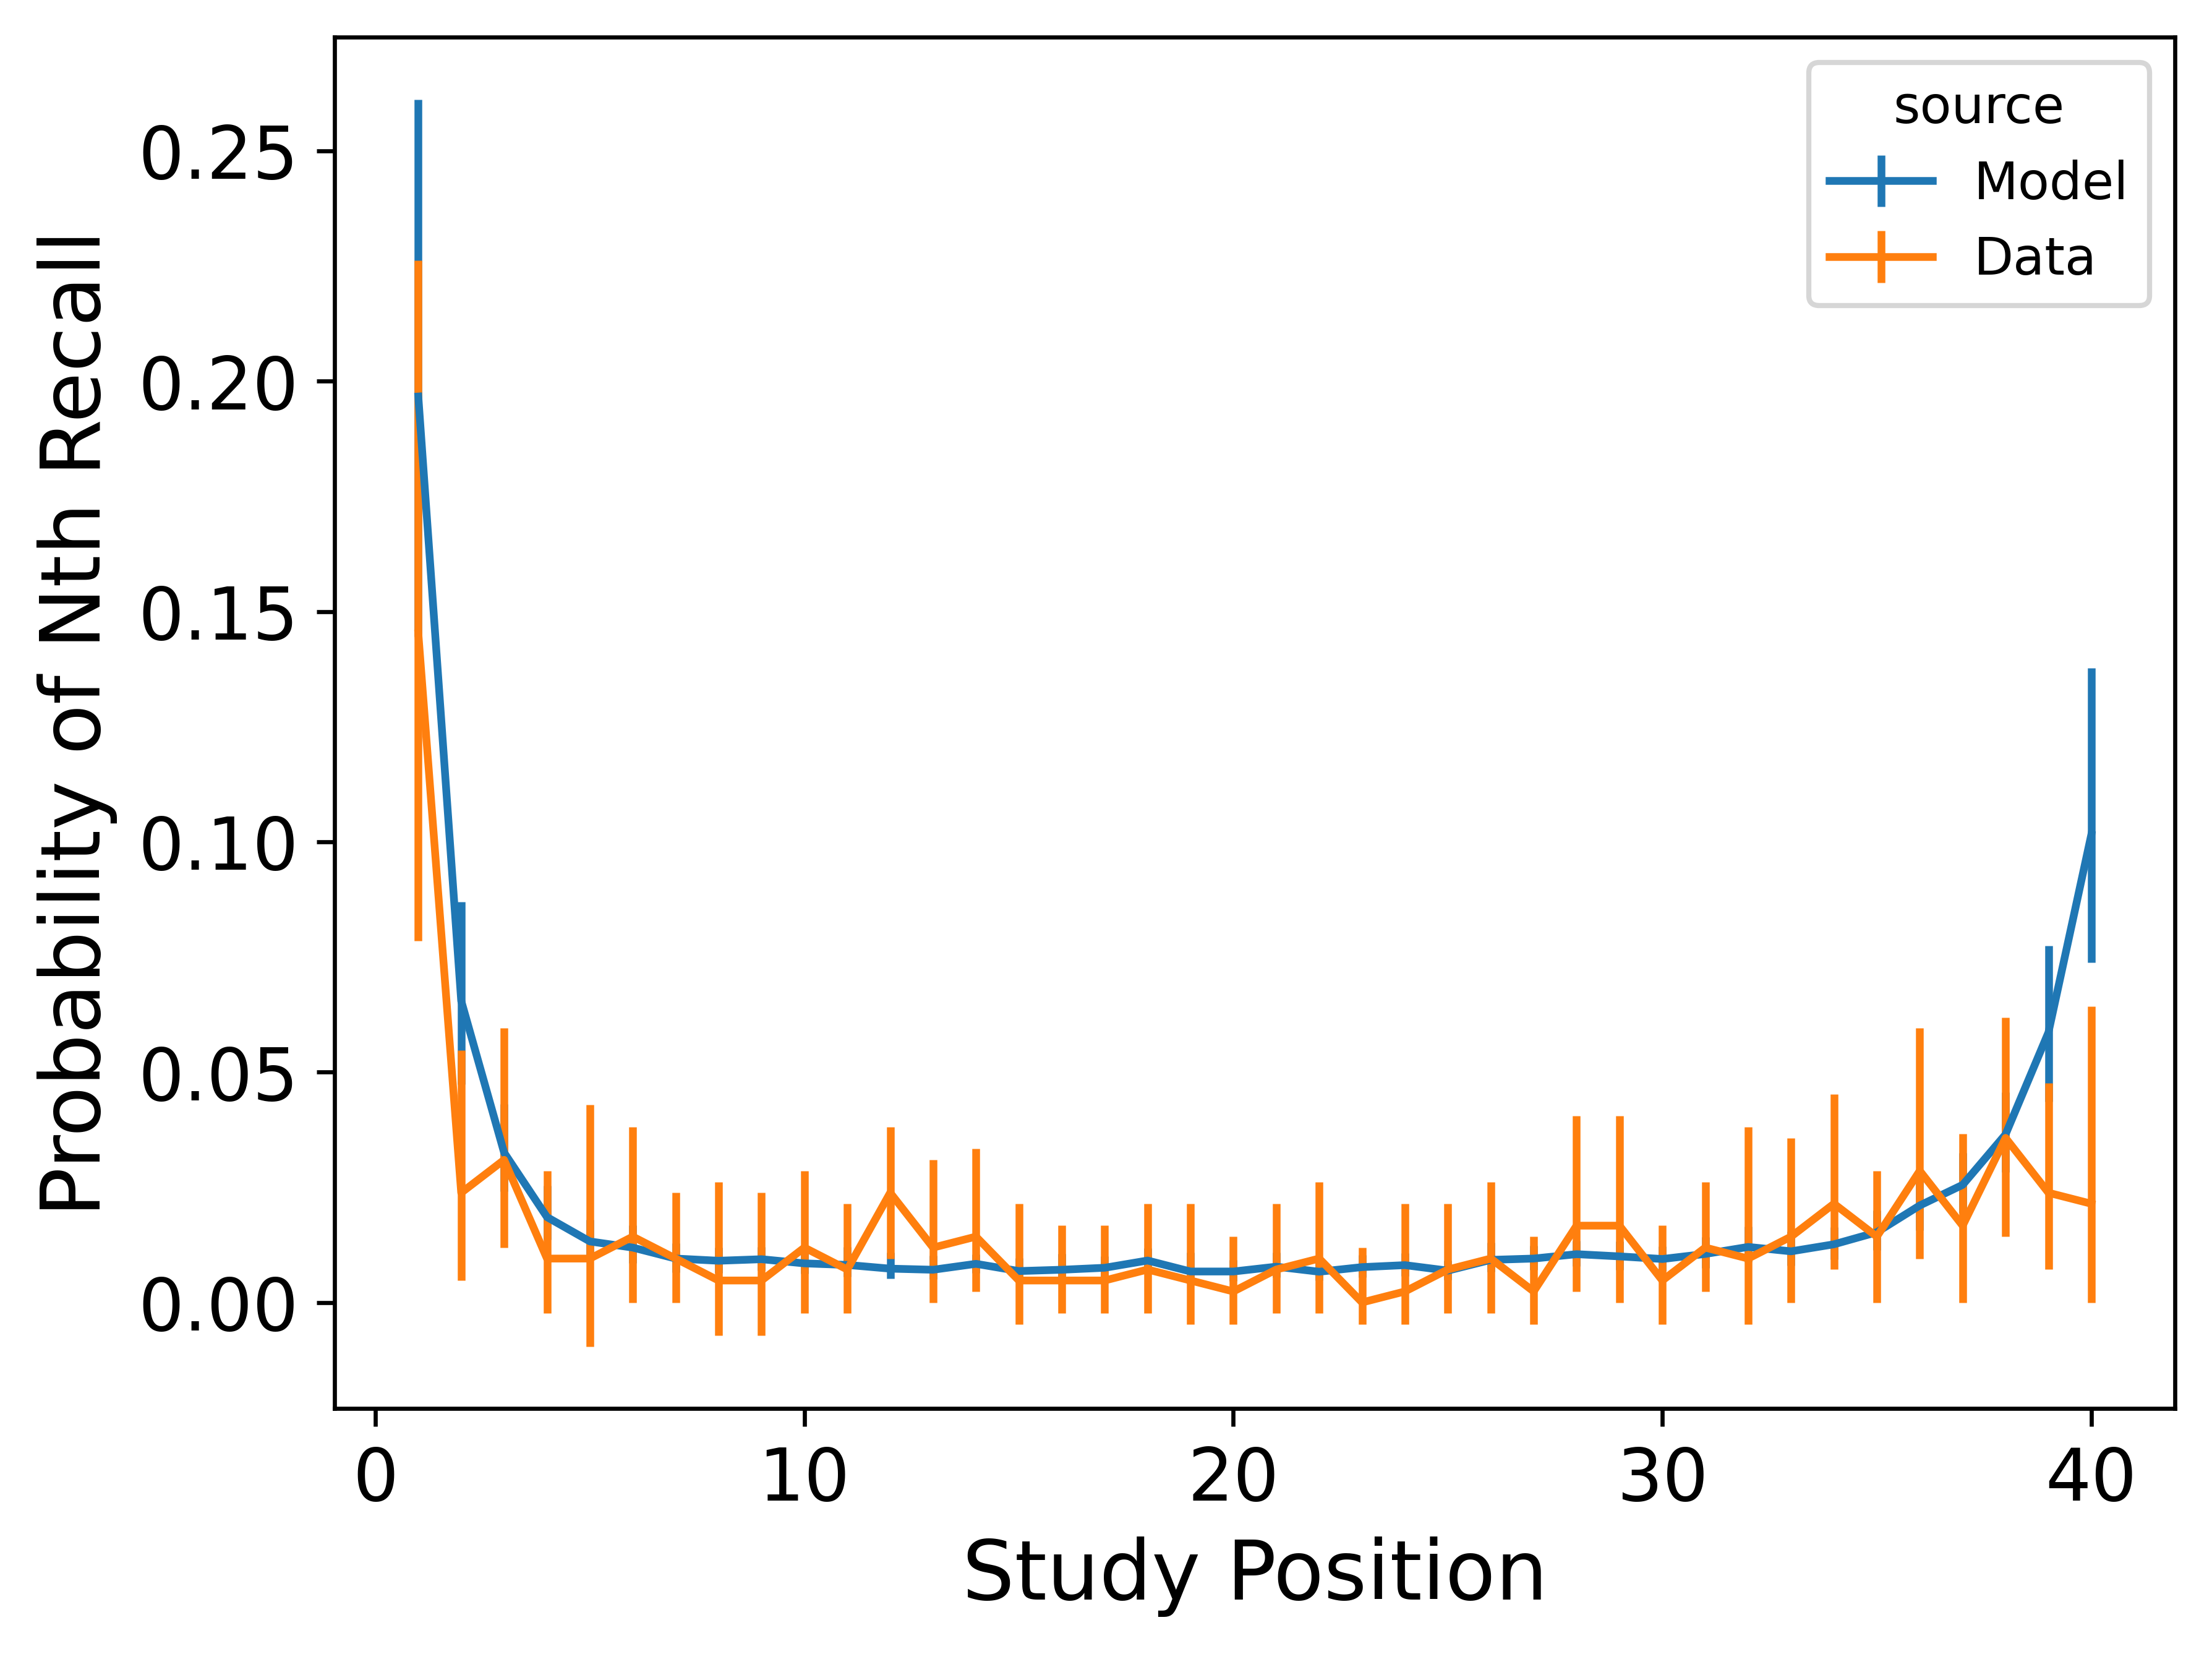 Probability of Nth Recall
0.25
0.20
0.15
0.10
0.05
0.00
source
Model
Data
0 10 20 30 40
Study Position